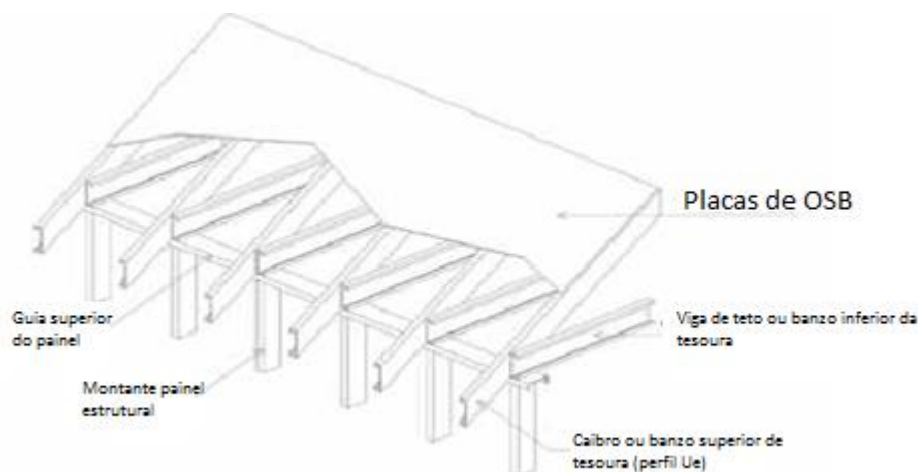 Placas de OSB
Guia superior
do painel
Viga de teto ou banzo inferior da
tesoura
Montante painel
estrutural
Caibro ou banzo superior de
tesoura (perfil Ue)